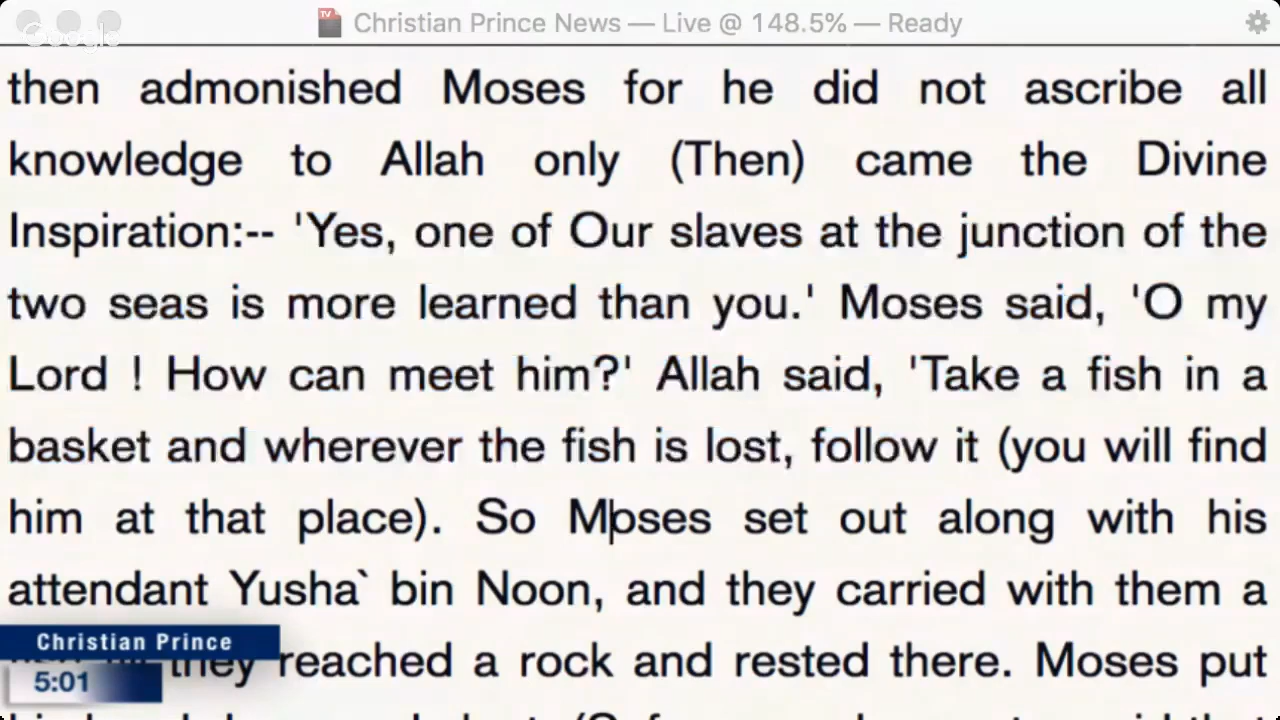 Christian Prince News — Live @ 148.5% — Ready
Google
then admonished Moses for he did not ascribe all
knowledge to Allah only (Then) came the Divine
Inspiration:-- 'Yes, one of Our slaves at the junction of the
two seas is more learned than you.' Moses said, 'O my
Lord ! How can meet him?' Allah said, 'Take a fish in a
basket and wherever the fish is lost, follow it (you will find
him at that place). So Moses set out along with his
attendant Yusha` bin Noon, and they carried with them a
they reached a rock and rested there. Moses put
Christian Prince
5:01